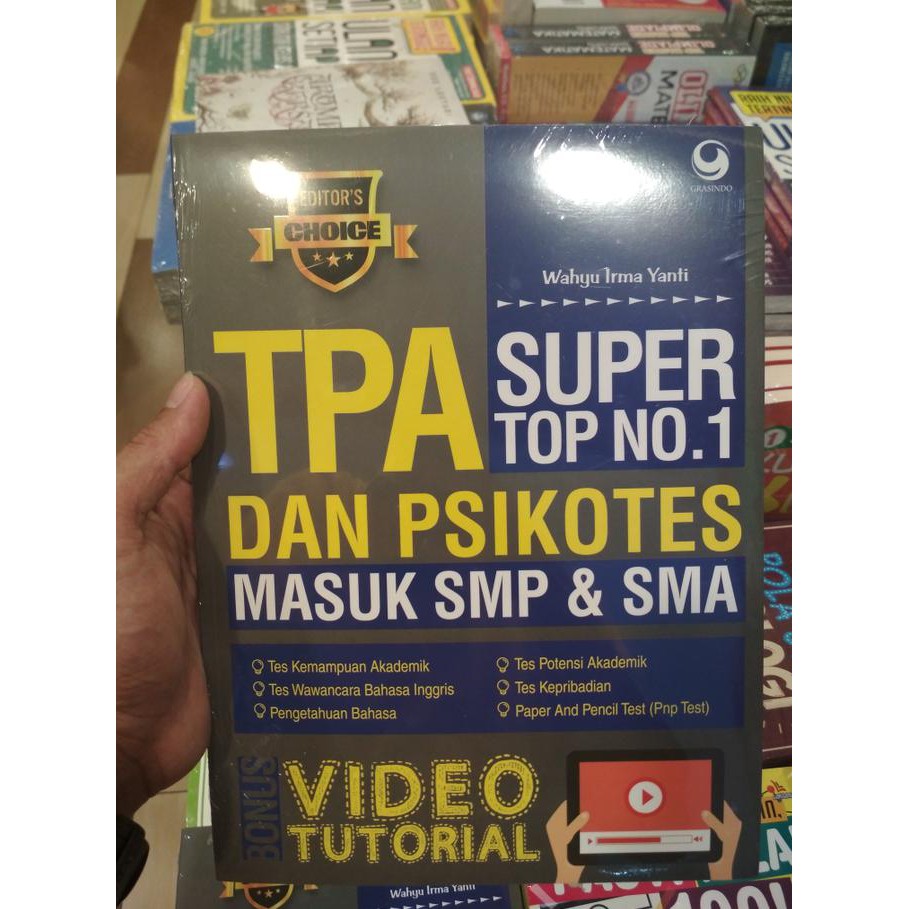 EDITOR'S
CHOICE
GRASINDO
Wahyu Irma Yanti
TPA
SUPER
TOP NO.1
DAN PSIKOTES
MASUK SMP & SMA
Tes Kemampuan Akademik
Tes Wawancara Bahasa Inggris
Pengetahuan Bahasa
Tes Potensi Akademik
Tes Kepribadian
Paper And Pencil Test (Pnp Test)
BONUS
VIDEO
TUTORIAL
Wahyu Irma Yanti